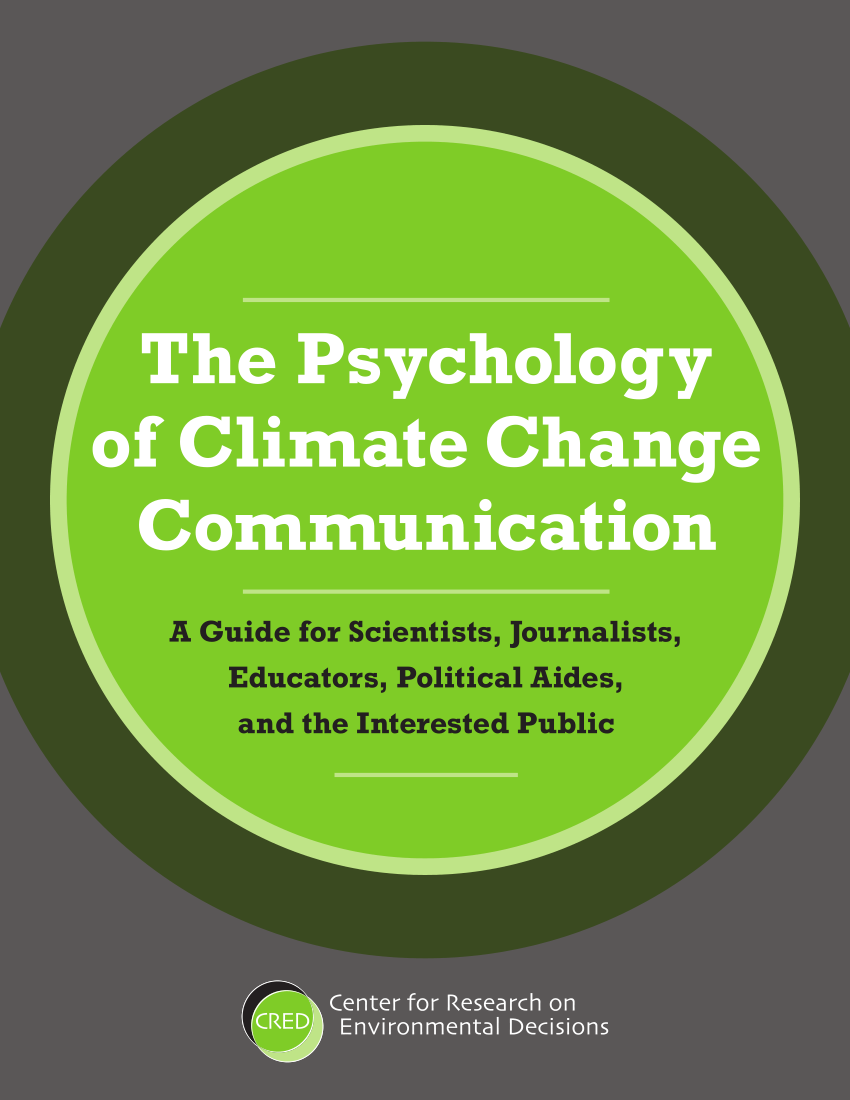 The Psychology
of Climate Change
Communication
A Guide for Scientists, Journalists,
Educators, Political Aides,
and the Interested Public
CRED
Center for Research on
Environmental Decisions